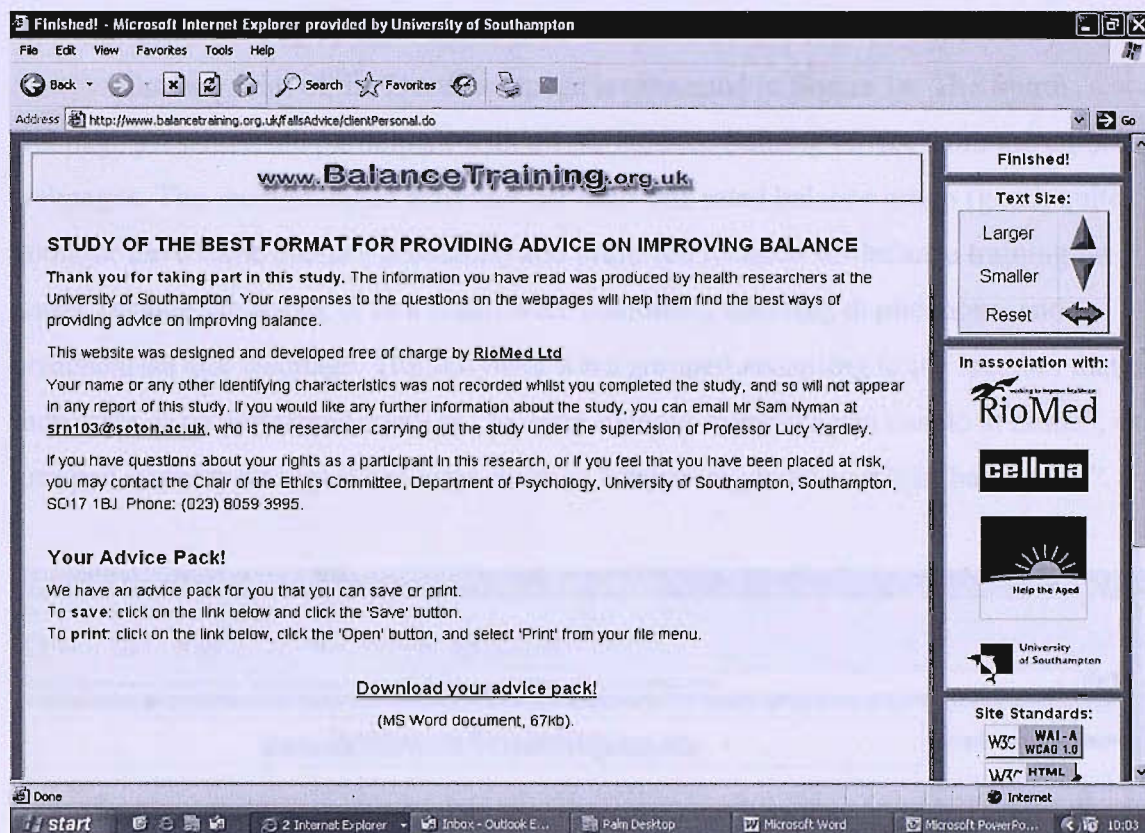 Finished! - Microsoft Internet Explorer provided by University of Southampton
File Edit View Favorites Tools Help
Back Search Favorites
Address http://www.balancetraining.org.uk/fallsAdvice/clientPersonal.do Go
www.BalanceTraining.org.uk
STUDY OF THE BEST FORMAT FOR PROVIDING ADVICE ON IMPROVING BALANCE
Thank you for taking part in this study. The information you have read was produced by health researchers at the
University of Southampton. Your responses to the questions on the webpages will help them find the best ways of
providing advice on improving balance.
This website was designed and developed free of charge by RioMed Ltd
Your name or any other identifying characteristics was not recorded whilst you completed the study, and so will not appear
in any report of this study. If you would like any further information about the study, you can email Mr Sam Nyman at
srn103@soton.ac.uk, who is the researcher carrying out the study under the supervision of Professor Lucy Yardley.
If you have questions about your rights as a participant in this research, or if you feel that you have been placed at risk,
you may contact the Chair of the Ethics Committee, Department of Psychology, University of Southampton, Southampton,
SO17 1BJ. Phone: (023) 8059 3995.
Your Advice Pack!
We have an advice pack for you that you can save or print.
To save: click on the link below and click the 'Save' button.
To print: click on the link below, click the 'Open' button, and select 'Print' from your file menu.
Download your advice pack!
(MS Word document, 67kb).
Finished!
Text Size:
Larger
Smaller
Reset
In association with:
working to improve healthcare
RioMed
cellma
Help the Aged
University
of Southampton
Site Standards:
W3C WAI-A
WCAG 1.0
W3C HTML
Done Internet
start 2 Internet Explorer Inbox - Outlook E... Palm Desktop Microsoft Word Microsoft PowerPo... 10:03